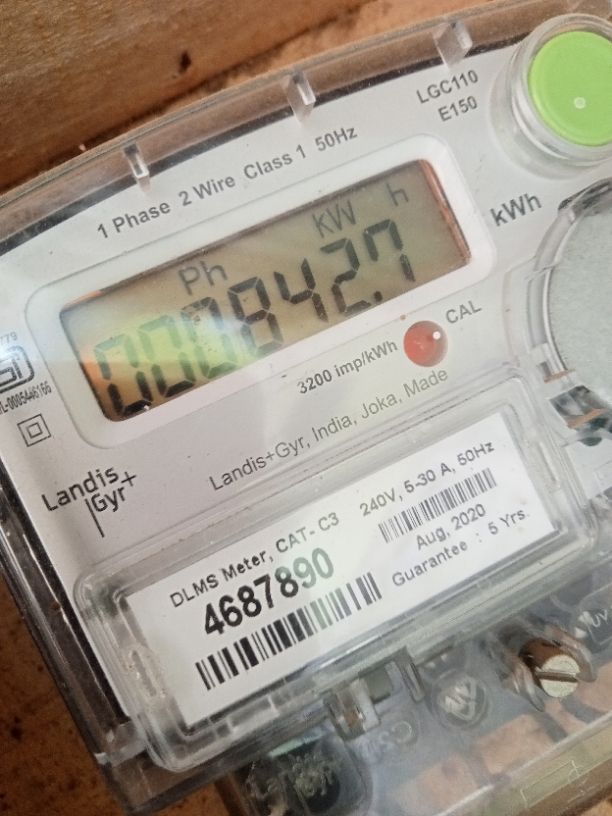 LGC110
E150
1 Phase 2 Wire Class 1 50Hz
kWh
Ph kW h
000842.7
CAL
3200 imp/kWh
Landis+Gyr, India, Joka, Made
Landis
Gyr+
DLMS Meter, CAT- C3 240V, 5-30 A, 50Hz
4687890
Aug, 2020
Guarantee : 5 Yrs.